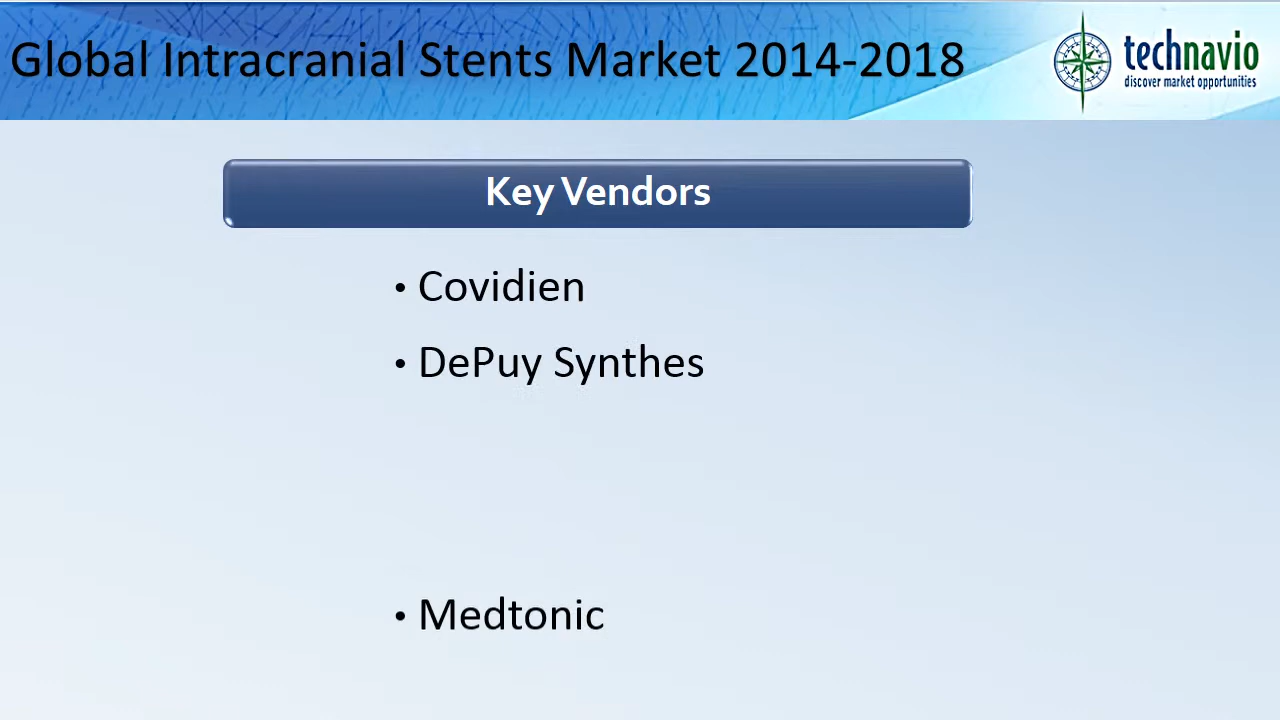 Global Intracranial Stents Market 2014-2018
technavio
discover market opportunities
Key Vendors
• Covidien
• DePuy Synthes
• Medtonic